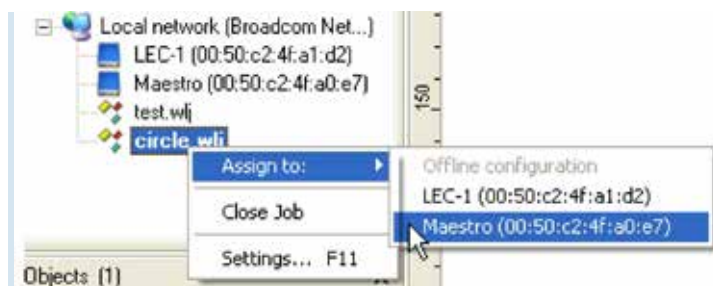 Local network (Broadcom Net...)
LEC-1 (00:50:c2:4f:a1:d2)
Maestro (00:50:c2:4f:a0:e7)
test.wlj
circle.wlj
Assign to:
Close Job
Settings... F11
Offline configuration
LEC-1 (00:50:c2:4f:a1:d2)
Maestro (00:50:c2:4f:a0:e7)
150
Objects (1)